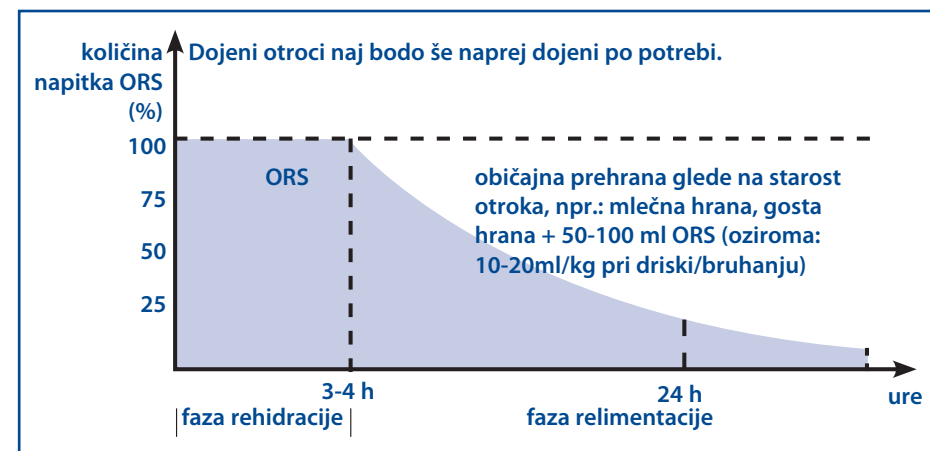 količina
napitka ORS
(%)
Dojeni otroci naj bodo še naprej dojeni po potrebi.
100
75
50
25
ORS
običajna prehrana glede na starost
otroka, npr.: mlečna hrana, gosta
hrana + 50-100 ml ORS (oziroma:
10-20ml/kg pri driski/bruhanju)
3-4 h
24 h
ure
faza rehidracije
faza relimentacije